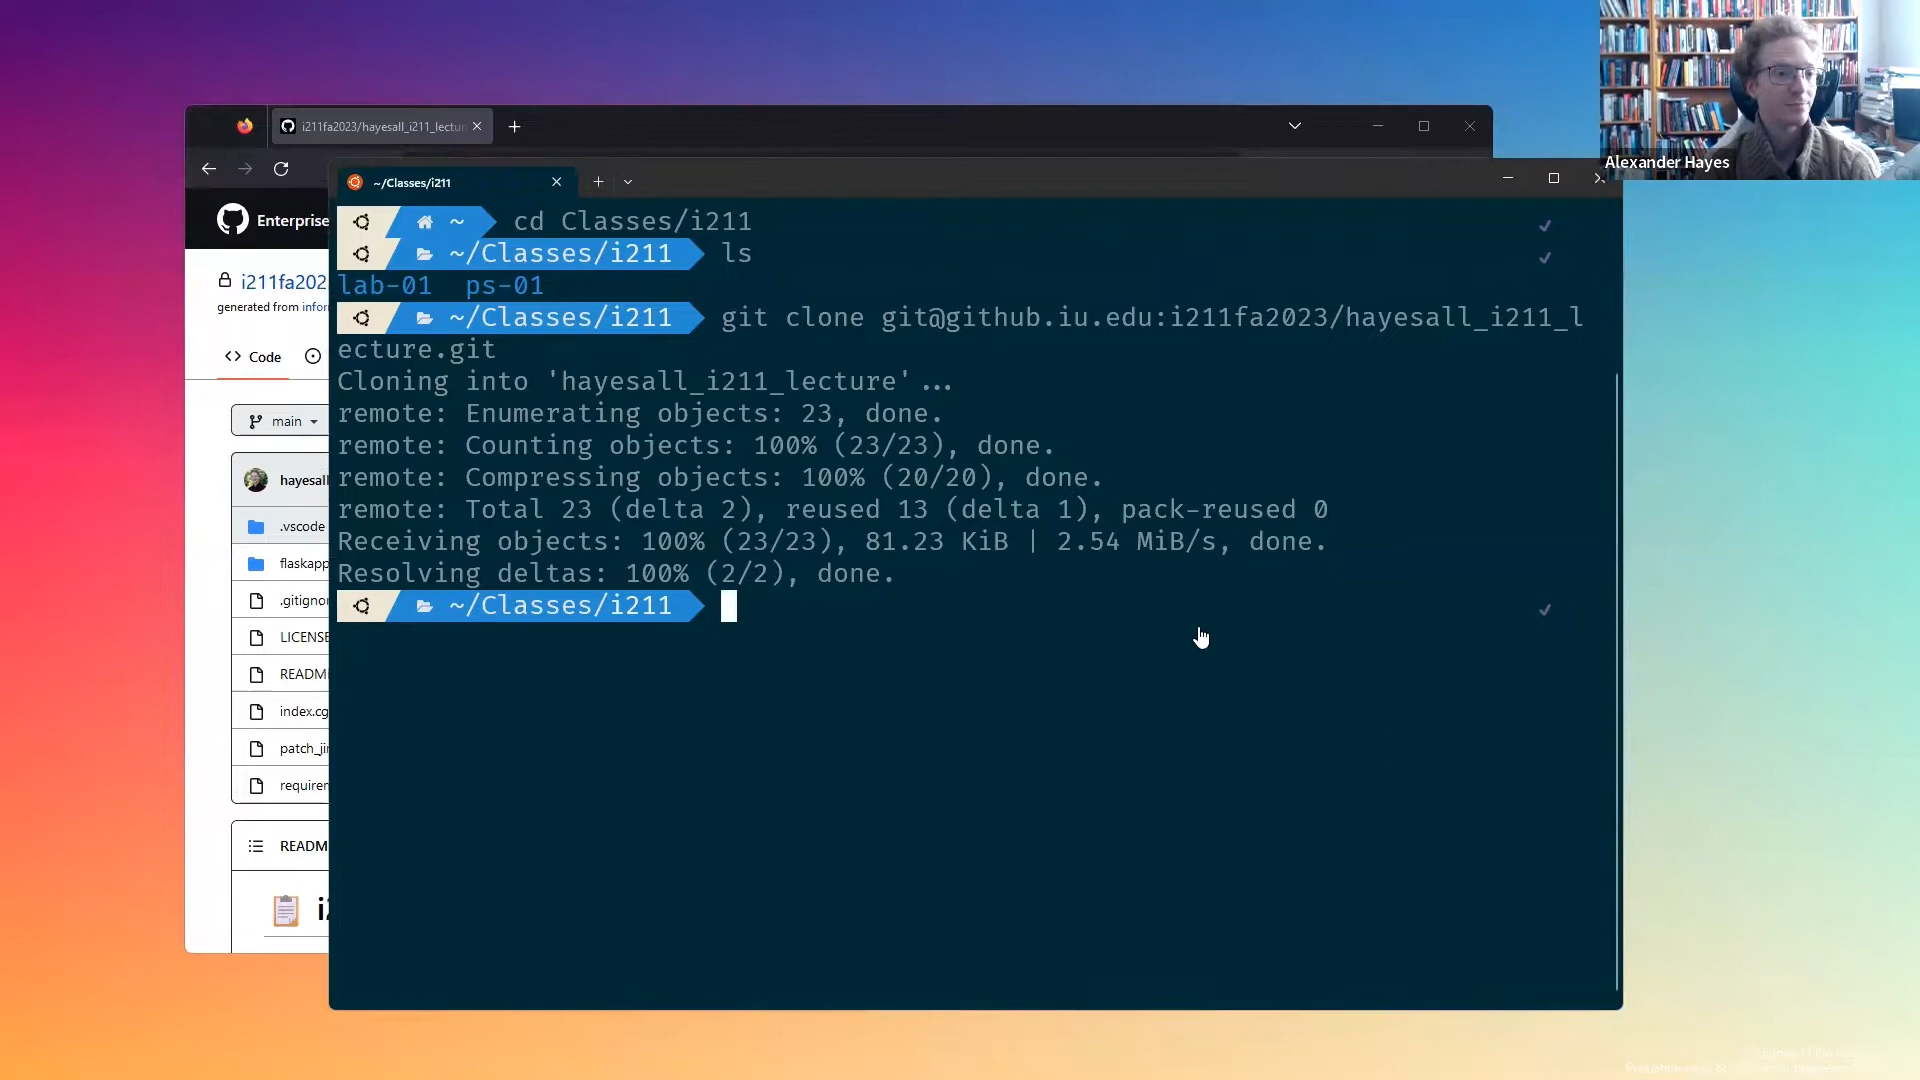 i211fa2023/hayesall_i211_lectur
Alexander Hayes
~/Classes/i211
Enterprise
~ cd Classes/i211
~/Classes/i211 ls
lab-01 ps-01
~/Classes/i211 git clone git@github.iu.edu:i211fa2023/hayesall_i211_l
ecture.git
Cloning into 'hayesall_i211_lecture'...
remote: Enumerating objects: 23, done.
remote: Counting objects: 100% (23/23), done.
remote: Compressing objects: 100% (20/20), done.
remote: Total 23 (delta 2), reused 13 (delta 1), pack-reused 0
Receiving objects: 100% (23/23), 81.23 KiB | 2.54 MiB/s, done.
Resolving deltas: 100% (2/2), done.
~/Classes/i211
i211fa202
generated from infor
Code
main
hayesall
.vscode
flaskapp
.gitignor
LICENSE
READM
index.cg
patch_jin
requirem
READM